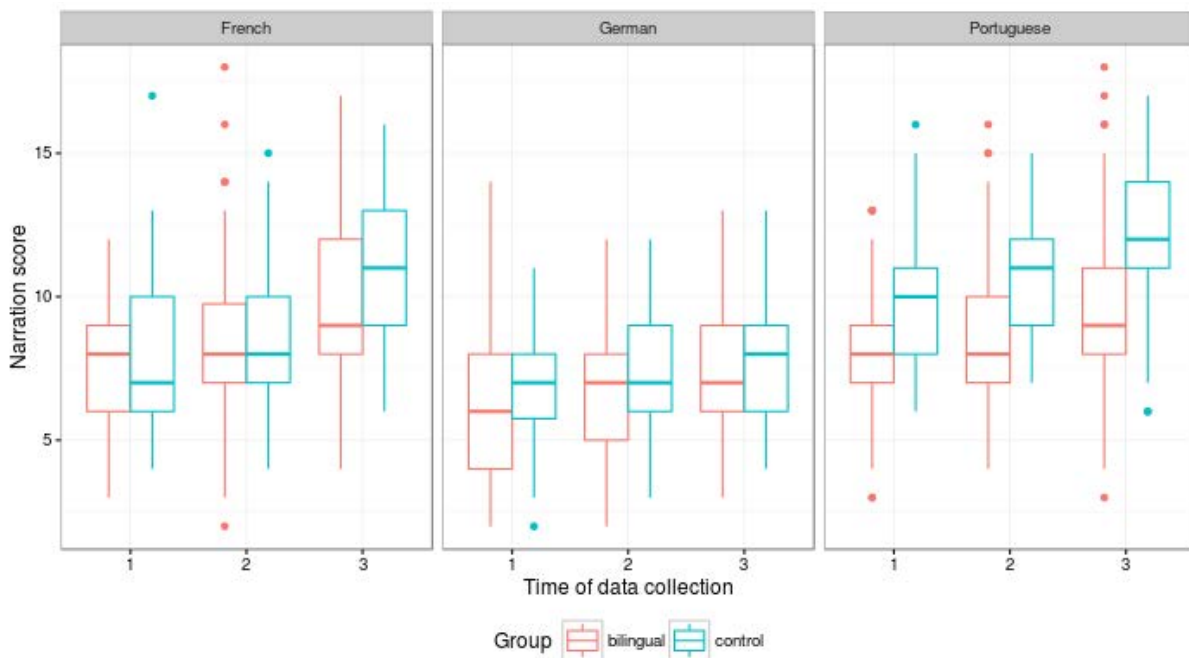 French German Portuguese
Narration score
15
10
5
1 2 3 1 2 3 1 2 3
Time of data collection
Group bilingual control